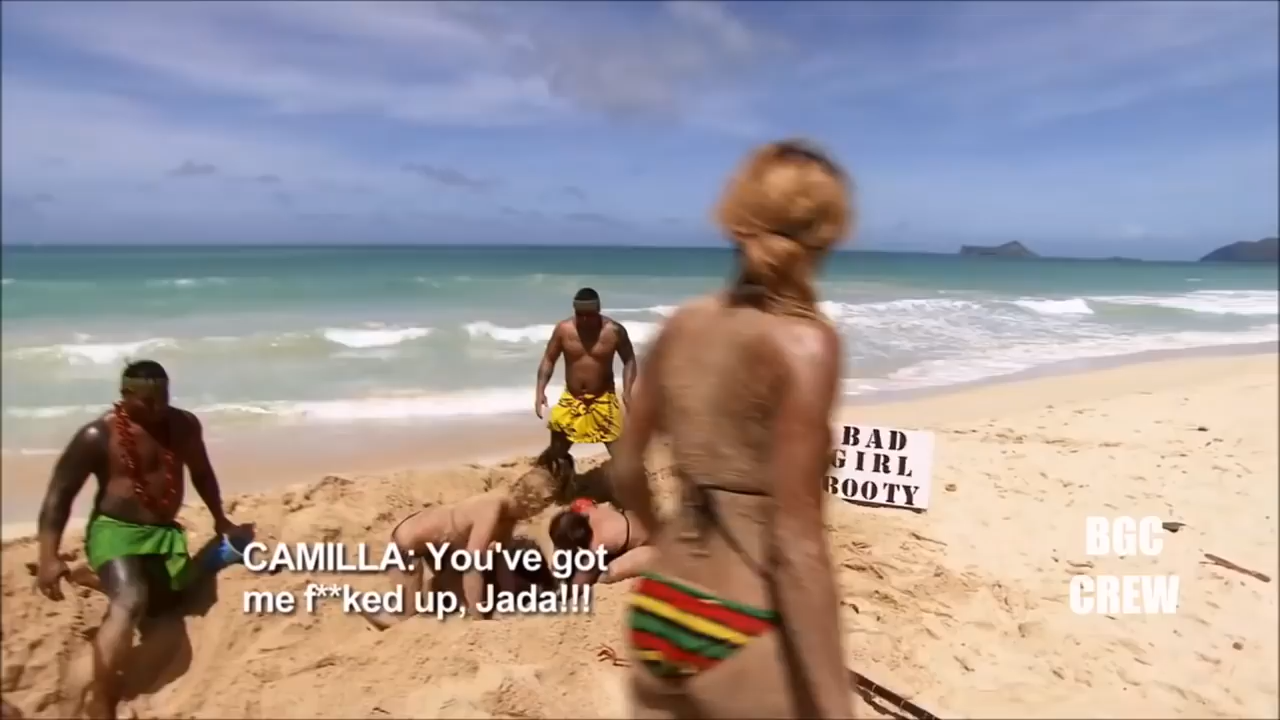 BAD
GIRL
BOOTY
CAMILLA: You've got
me f**ked up, Jada!!!
BGC
CREW